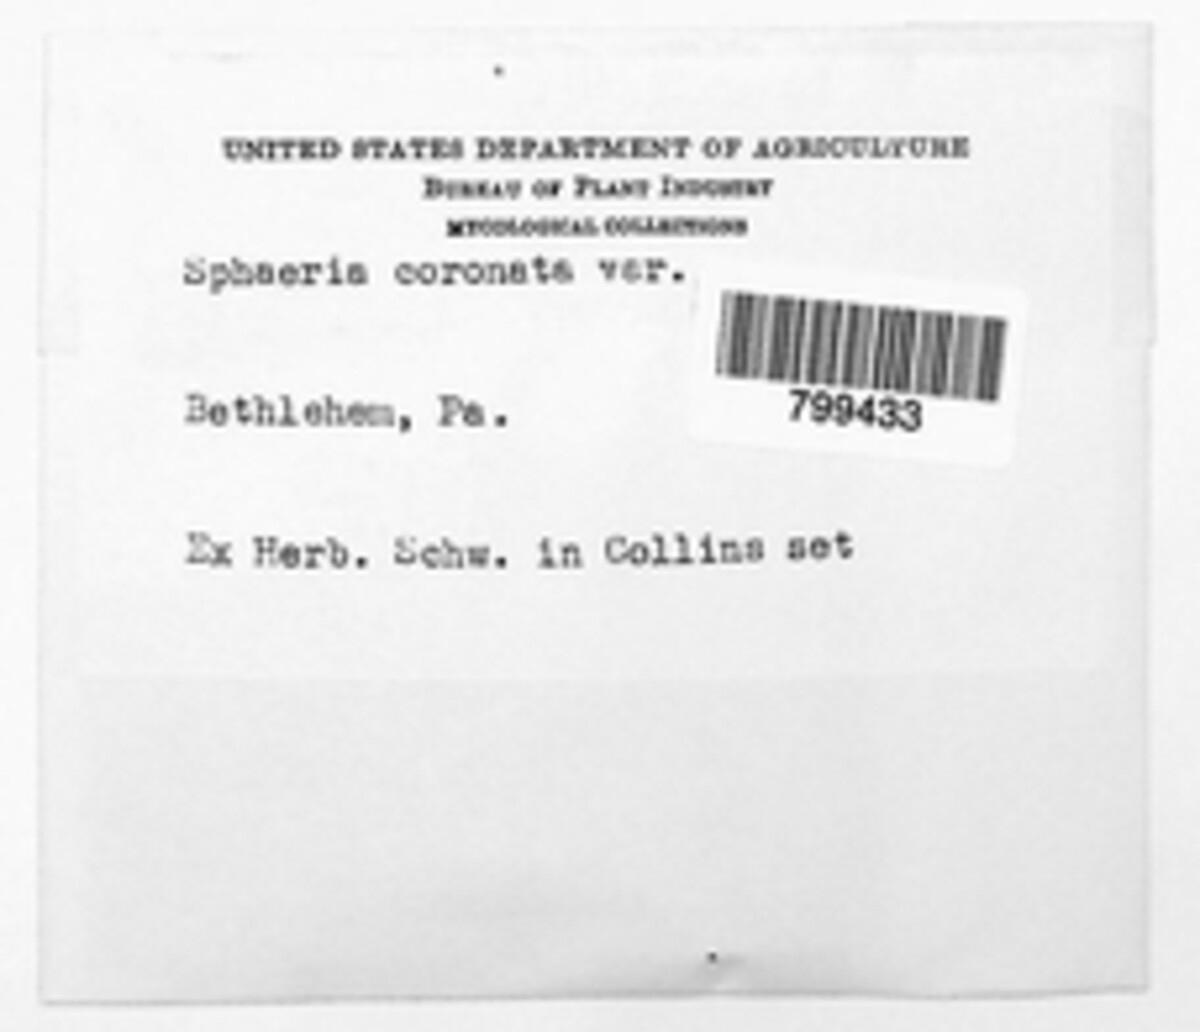 UNITED STATES DEPARTMENT OF AGRICULTURE
BUREAU OF PLANT INDUSTRY
MYCOLOGICAL COLLECTIONS
Sphaeria coronata var.
799433
Bethlehem, Pa.
Ex Herb. Schw. in Collins set